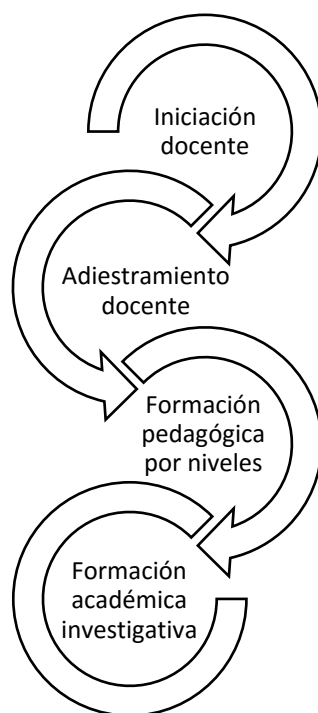 Iniciación
docente
Adiestramiento
docente
Formación
pedagógica
por niveles
Formación
académica
investigativa